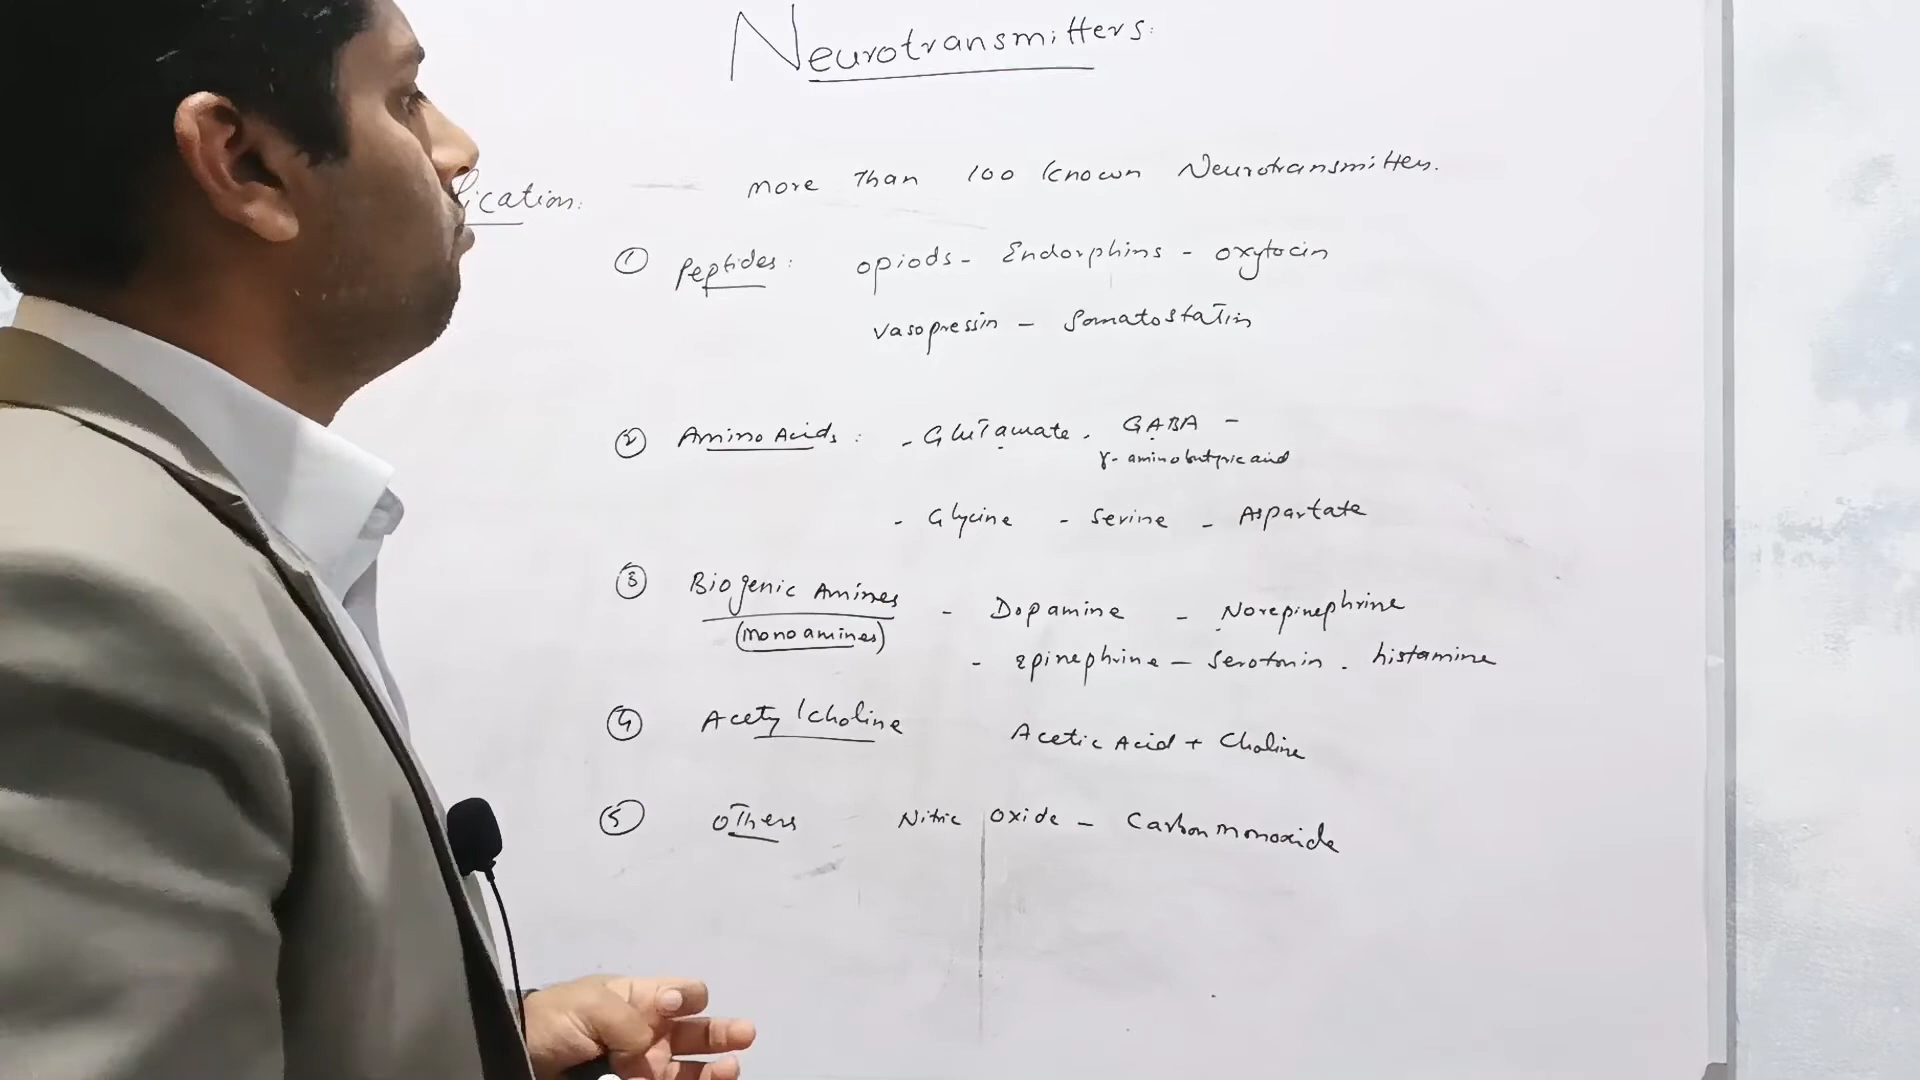 Neurotransmitters:
more Than 100 known Neurotransmitters.
lication:
① Peptides: opiods - Endorphins - oxytocin
Vasopressin - Somatostatin
② Amino Acids: - Glutamate. GABA -
γ- aminobutyric acid
- Glycine - Serine - Aspartate
③ Biogenic Amines - Dopamine - Norepinephrine
(Monoamines)
- Epinephrine - Serotonin. histamine
④ Acetylcholine Acetic Acid + Choline
⑤ oThers Nitric oxide - Carbon monoxide